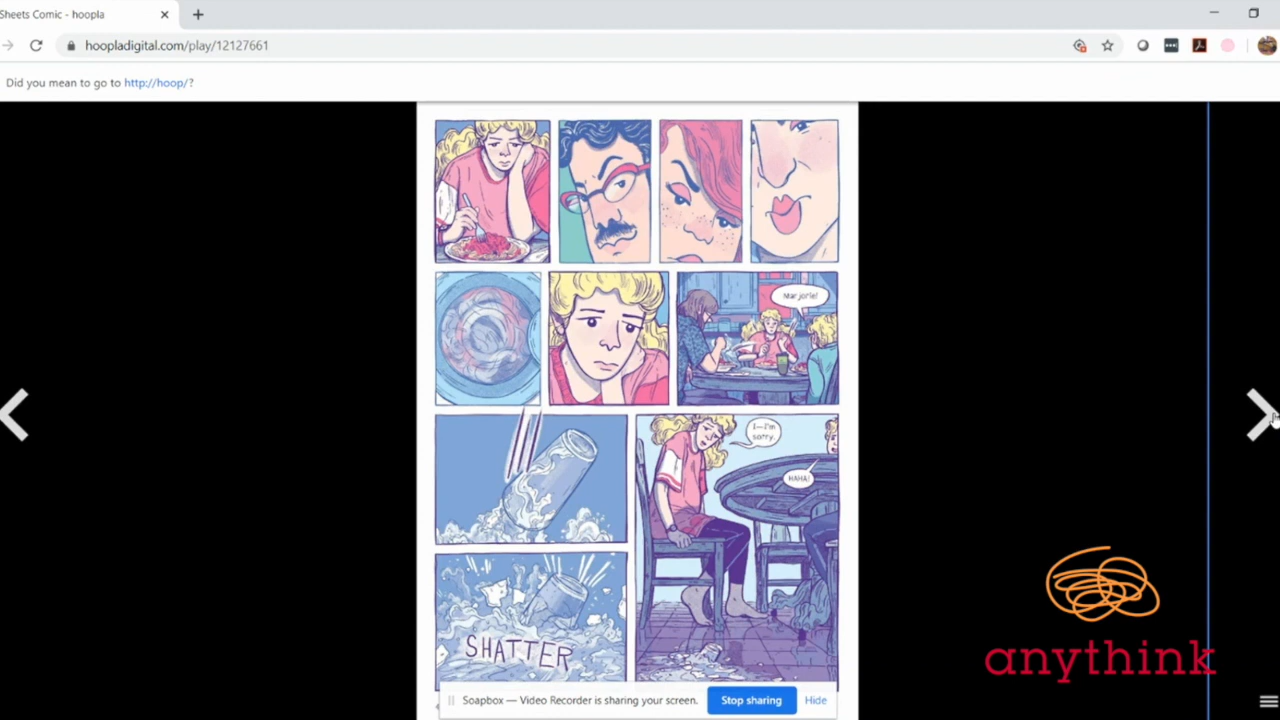 Sheets Comic - hoopla
hoopladigital.com/play/12127661
Did you mean to go to http://hoop/?
Marjorie!
I—I'm
sorry.
HAHA!
SHATTER
anythink
Soapbox — Video Recorder is sharing your screen.
Stop sharing
Hide